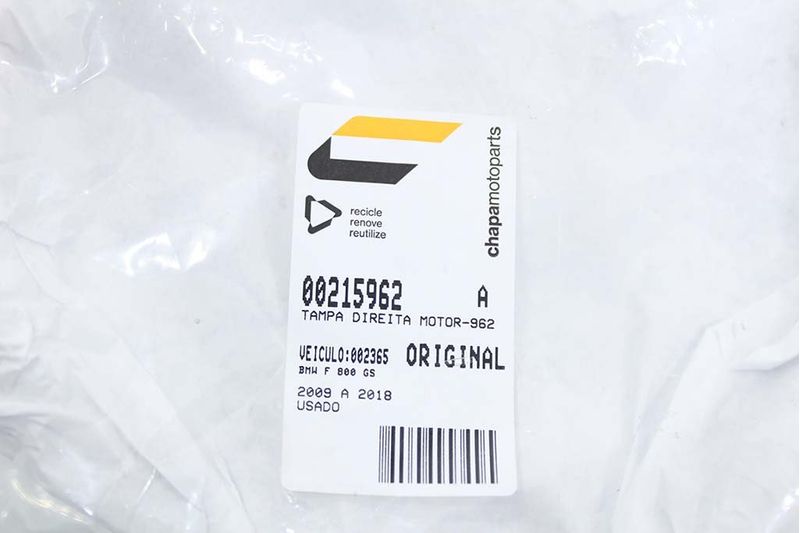 chapamotoparts
recicle
renove
reutilize
00215962 A
TAMPA DIREITA MOTOR-962
VEICULO:002365 ORIGINAL
BMW F 800 GS
2009 A 2018
USADO